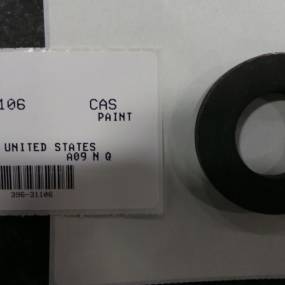 106 CAS
PAINT
UNITED STATES
A09 N Q
396-31106